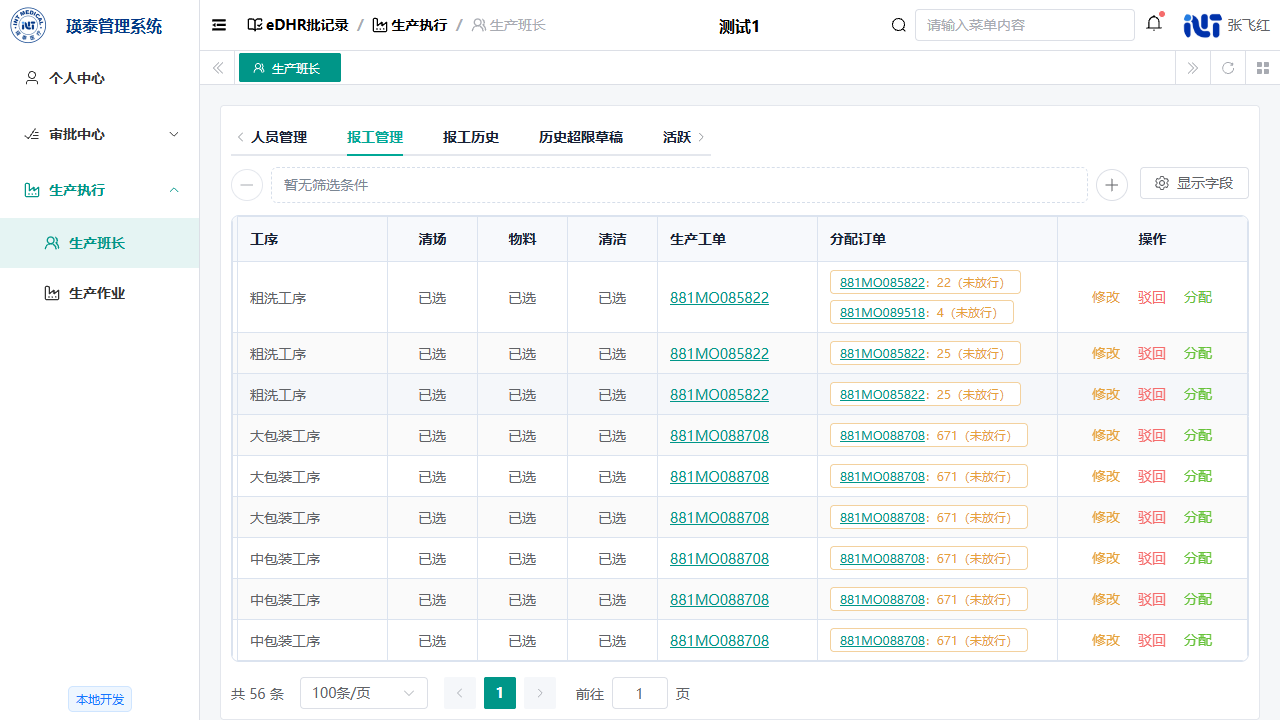 瑛泰管理系统
个人中心
审批中心
生产执行
生产班长
生产作业
本地开发
eDHR批记录 / 生产执行 / 生产班长
测试1
请输入菜单内容
张飞红
生产班长
人员管理 报工管理 报工历史 历史超限草稿 活跃
暂无筛选条件
显示字段
工序 清场 物料 清洁 生产工单 分配订单 操作
粗洗工序 已选 已选 已选 881MO085822 881MO085822：22（未放行） 修改 驳回 分配
881MO089518：4（未放行）
粗洗工序 已选 已选 已选 881MO085822 881MO085822：25（未放行） 修改 驳回 分配
粗洗工序 已选 已选 已选 881MO085822 881MO085822：25（未放行） 修改 驳回 分配
大包装工序 已选 已选 已选 881MO088708 881MO088708：671（未放行） 修改 驳回 分配
大包装工序 已选 已选 已选 881MO088708 881MO088708：671（未放行） 修改 驳回 分配
大包装工序 已选 已选 已选 881MO088708 881MO088708：671（未放行） 修改 驳回 分配
中包装工序 已选 已选 已选 881MO088708 881MO088708：671（未放行） 修改 驳回 分配
中包装工序 已选 已选 已选 881MO088708 881MO088708：671（未放行） 修改 驳回 分配
中包装工序 已选 已选 已选 881MO088708 881MO088708：671（未放行） 修改 驳回 分配
共 56 条 100条/页 1 前往 1 页